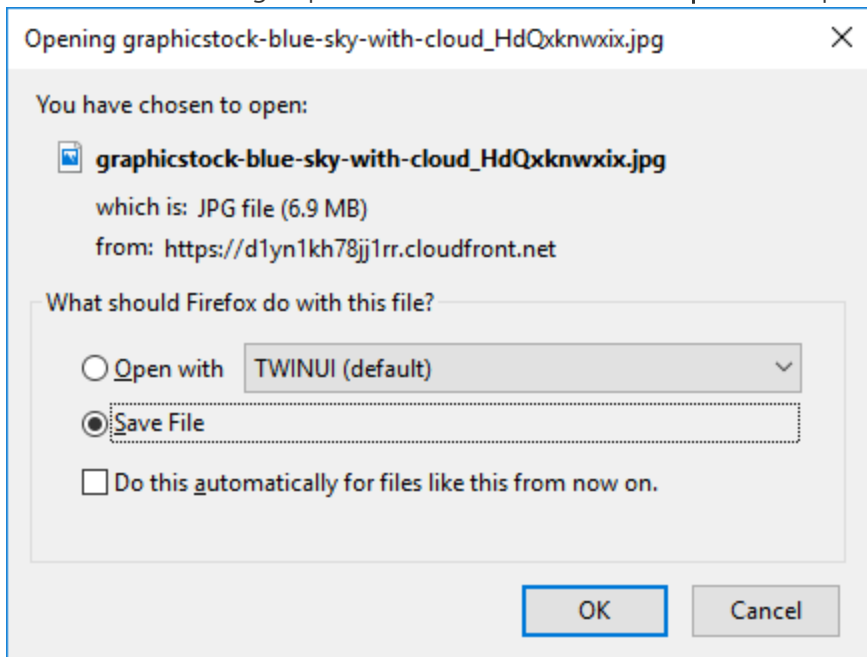 Opening graphicstock-blue-sky-with-cloud_HdQxknwxix.jpg
You have chosen to open:
graphicstock-blue-sky-with-cloud_HdQxknwxix.jpg
which is: JPG file (6.9 MB)
from: https://d1yn1kh78jj1rr.cloudfront.net
What should Firefox do with this file?
Open with TWINUI (default)
Save File
Do this automatically for files like this from now on.
OK Cancel